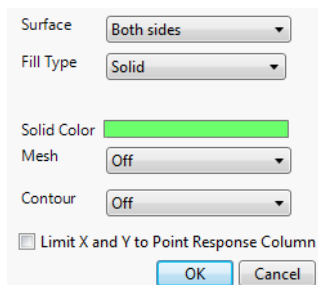 Surface Both sides
Fill Type Solid
Solid Color
Mesh Off
Contour Off
Limit X and Y to Point Response Column
OK Cancel